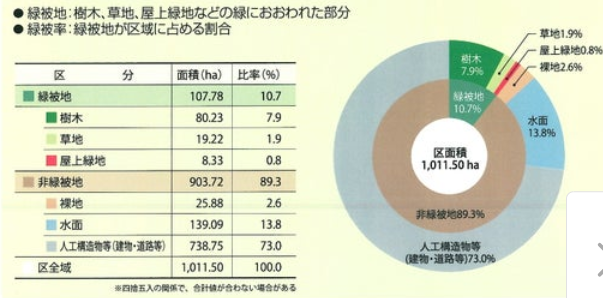 ● 緑被地：樹木、草地、屋上緑地などの緑におおわれた部分
● 緑被率：緑被地が区域に占める割合
区　　分 面積(ha) 比率(%)
緑被地 107.78 10.7
樹木 80.23 7.9
草地 19.22 1.9
屋上緑地 8.33 0.8
非緑被地 903.72 89.3
裸地 25.88 2.6
水面 139.09 13.8
人工構造物等(建物・道路等) 738.75 73.0
区全域 1,011.50 100.0
※四捨五入の関係で、合計値が合わない場合がある
樹木
7.9%
草地1.9%
屋上緑地0.8%
裸地2.6%
緑被地
10.7%
水面
13.8%
区面積
1,011.50 ha
非緑被地89.3%
人工構造物等
(建物・道路等)73.0%